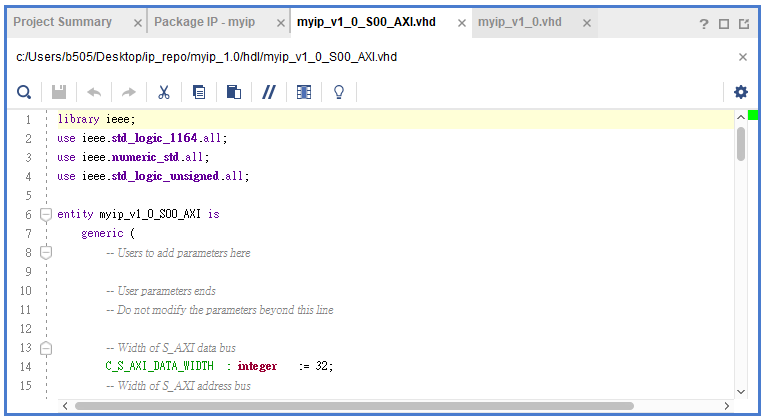 Project Summary × Package IP - myip × myip_v1_0_S00_AXI.vhd × myip_v1_0.vhd × ?
c:/Users/b505/Desktop/ip_repo/myip_1.0/hdl/myip_v1_0_S00_AXI.vhd ×
1 library ieee;
2 use ieee.std_logic_1164.all;
3 use ieee.numeric_std.all;
4 use ieee.std_logic_unsigned.all;
5
6 entity myip_v1_0_S00_AXI is
7 generic (
8 -- Users to add parameters here
9
10 -- User parameters ends
11 -- Do not modify the parameters beyond this line
12
13 -- Width of S_AXI data bus
14 C_S_AXI_DATA_WIDTH : integer := 32;
15 -- Width of S_AXI address bus